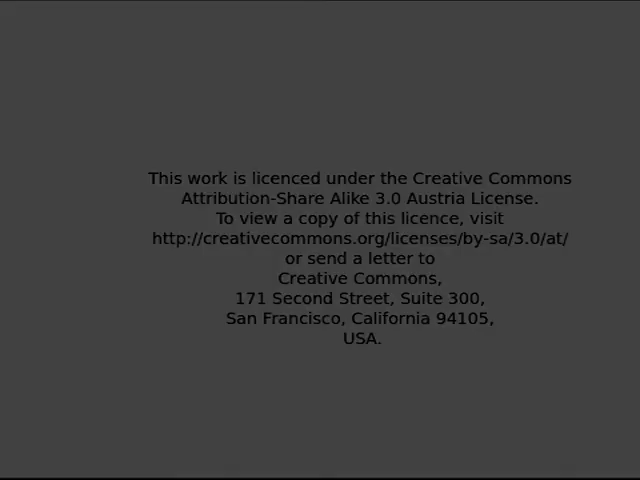 This work is licenced under the Creative Commons
Attribution-Share Alike 3.0 Austria License.
To view a copy of this licence, visit
http://creativecommons.org/licenses/by-sa/3.0/at/
or send a letter to
Creative Commons,
171 Second Street, Suite 300,
San Francisco, California 94105,
USA.